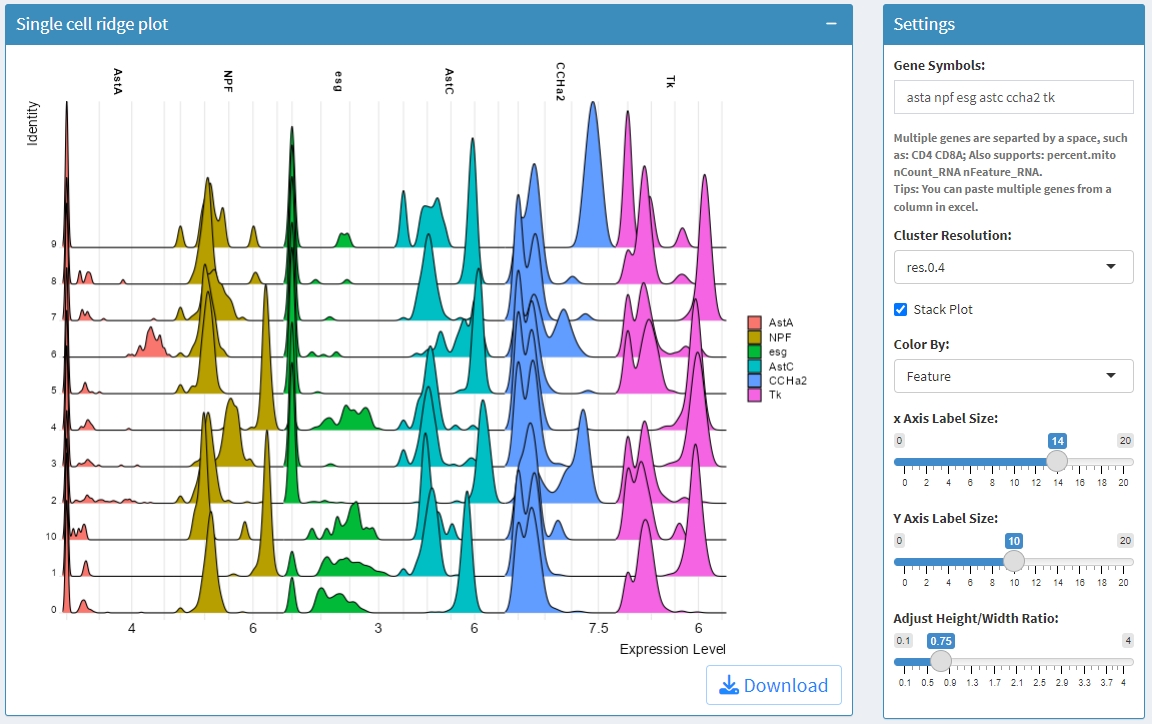 Single cell ridge plot
AstA NPF esg AstC CCHa2 Tk
Identity
9
8
7
6
5
4
3
2
10
1
0
4 6 3 6 7.5 6
Expression Level
AstA
NPF
esg
AstC
CCHa2
Tk
Download
Settings
Gene Symbols:
asta npf esg astc ccha2 tk
Multiple genes are separted by a space, such
as: CD4 CD8A; Also supports: percent.mito
nCount_RNA nFeature_RNA.
Tips: You can paste multiple genes from a
column in excel.
Cluster Resolution:
res.0.4
Stack Plot
Color By:
Feature
x Axis Label Size:
0 14 20
0 2 4 6 8 10 12 14 16 18 20
Y Axis Label Size:
0 10 20
0 2 4 6 8 10 12 14 16 18 20
Adjust Height/Width Ratio:
0.1 0.75 4
0.1 0.5 0.9 1.3 1.7 2.1 2.5 2.9 3.3 3.7 4